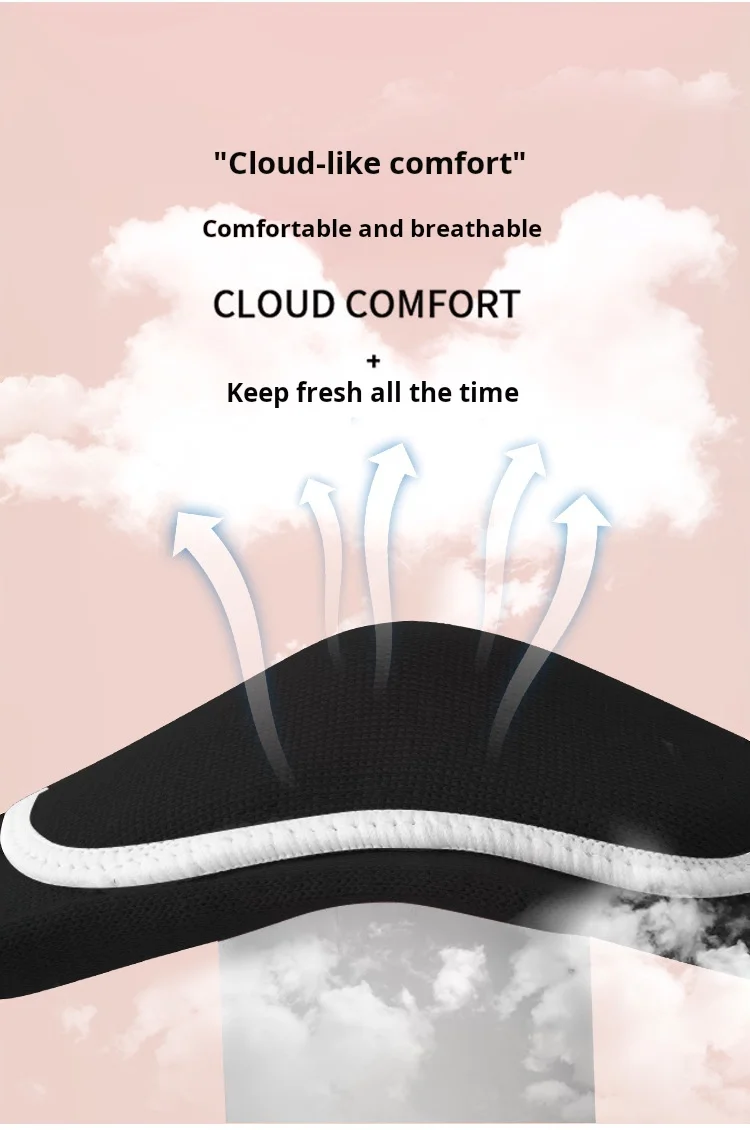 "Cloud-like comfort"
Comfortable and breathable
CLOUD COMFORT
+
Keep fresh all the time